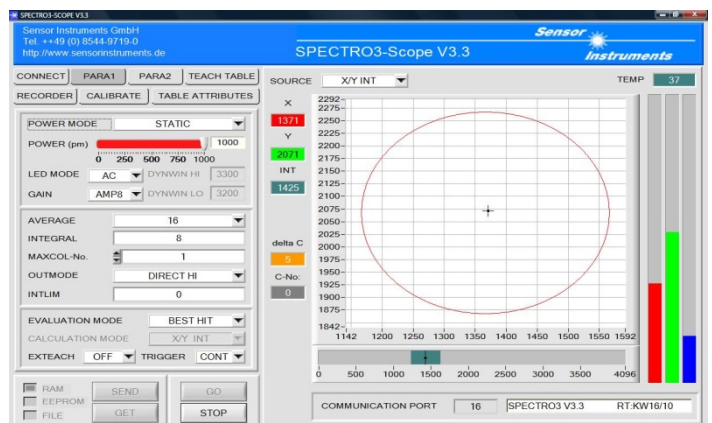 SPECTRO3-SCOPE V3.3
Sensor Instruments GmbH
Tel. ++49 (0) 8544-9719-0
http://www.sensorinstruments.de
SPECTRO3-Scope V3.3
Sensor
Instruments
CONNECT PARA1 PARA2 TEACH TABLE
RECORDER CALIBRATE TABLE ATTRIBUTES
POWER MODE STATIC
POWER (pm) 1000
0 250 500 750 1000
LED MODE AC DYNWIN HI 3300
GAIN AMP8 DYNWIN LO 3200
AVERAGE 16
INTEGRAL 8
MAXCOL-No. 1
OUTMODE DIRECT HI
INTLIM 0
EVALUATION MODE BEST HIT
CALCULATION MODE X/Y INT
EXTEACH OFF TRIGGER CONT
RAM
EEPROM
FILE
SEND GO
GET STOP
SOURCE X/Y INT TEMP 37
X
1371
Y
2071
INT
1425
delta C
5
C-No:
0
2292
2275
2250
2225
2200
2175
2150
2125
2100
2075
2050
2025
2000
1975
1950
1925
1900
1875
1842
1142 1200 1250 1300 1350 1400 1450 1500 1550 1592
0 500 1000 1500 2000 2500 3000 3500 4096
COMMUNICATION PORT 16 SPECTRO3 V3.3 RT:KW16/10